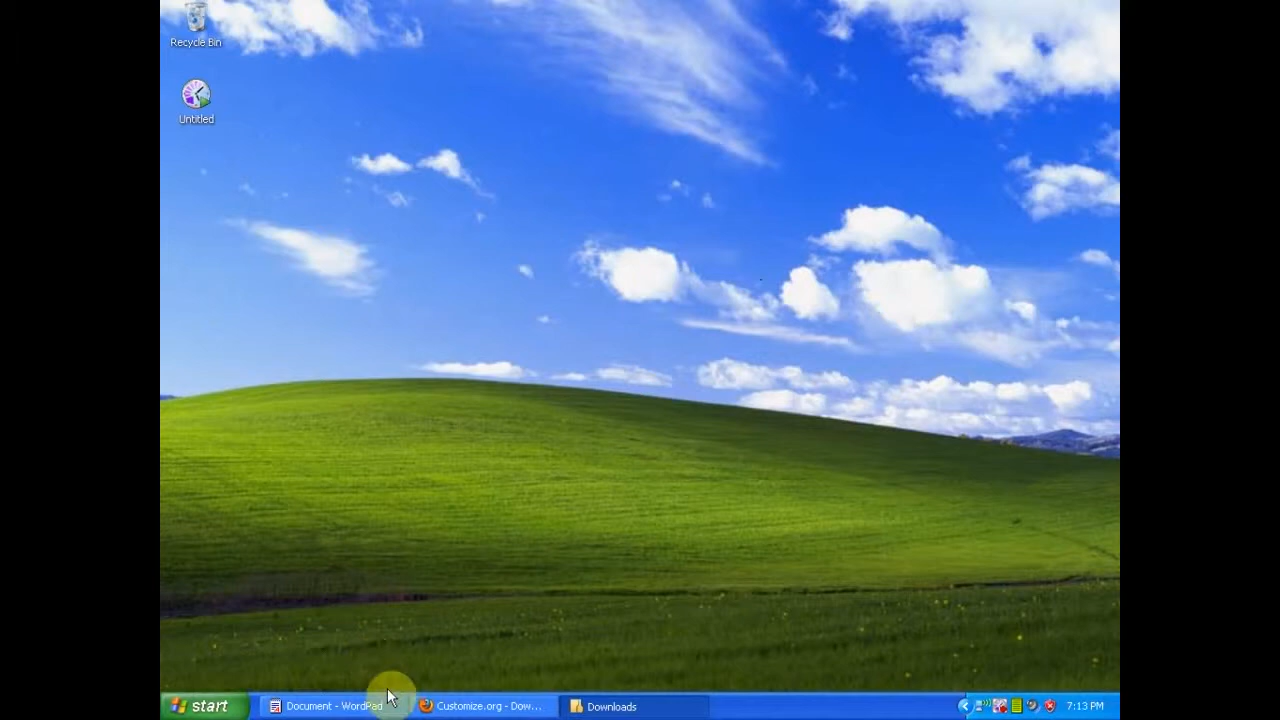 Recycle Bin
Untitled
start
Document - WordPad
Customize.org - Dow...
Downloads
7:13 PM